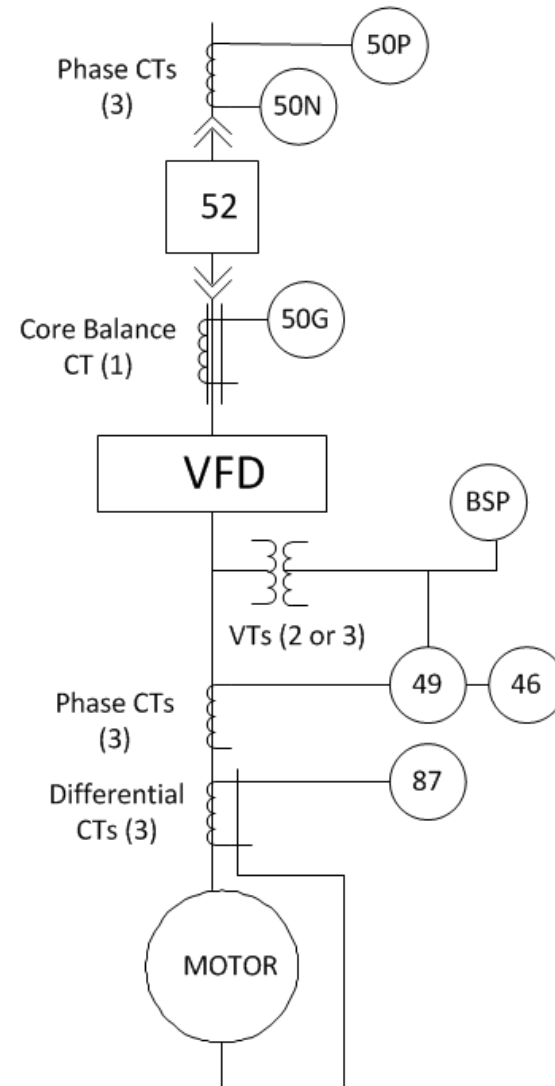 50P
Phase CTs
(3)
50N
52
50G
Core Balance
CT (1)
VFD
BSP
VTs (2 or 3)
49
46
Phase CTs
(3)
87
Differential
CTs (3)
MOTOR